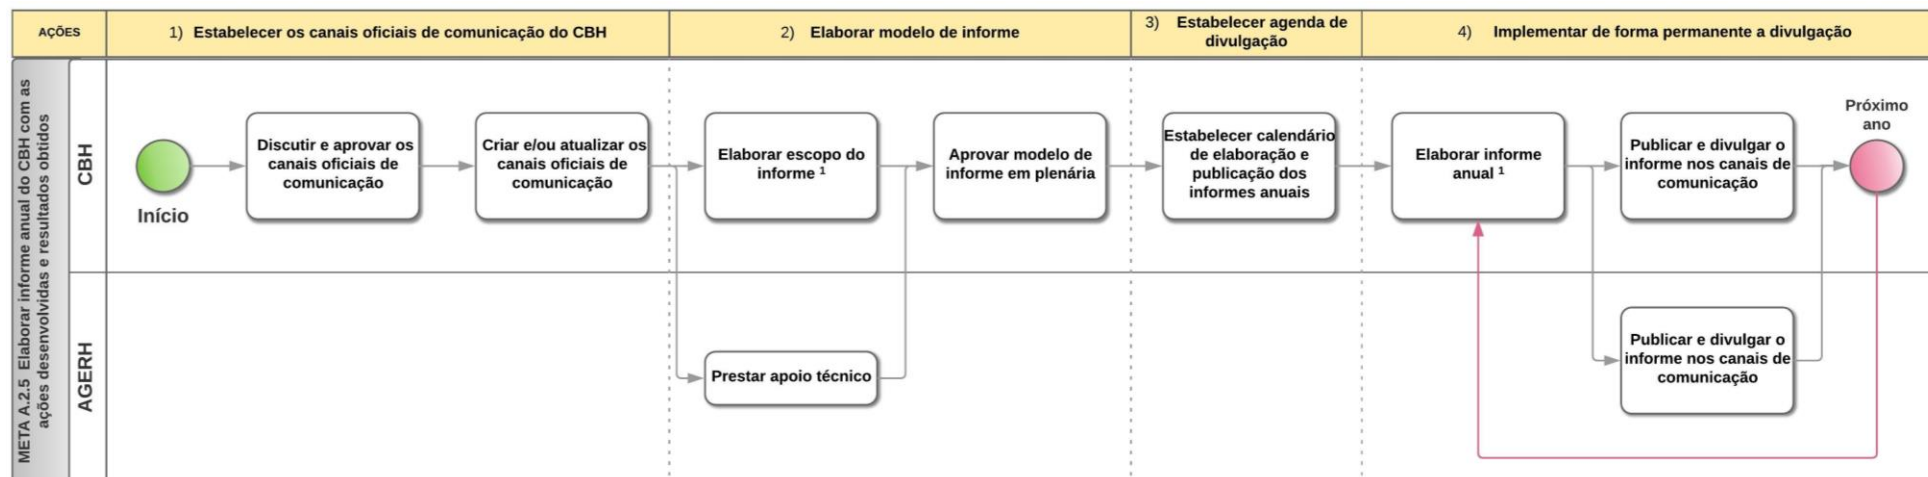 AÇÕES
1) Estabelecer os canais oficiais de comunicação do CBH
2) Elaborar modelo de informe
3) Estabelecer agenda de
divulgação
4) Implementar de forma permanente a divulgação
META A.2.5 Elaborar informe anual do CBH com as
ações desenvolvidas e resultados obtidos
CBH
Início
Discutir e aprovar os
canais oficiais de
comunicação
Criar e/ou atualizar os
canais oficiais de
comunicação
Elaborar escopo do
informe ¹
Aprovar modelo de
informe em plenária
Estabelecer calendário
de elaboração e
publicação dos
informes anuais
Elaborar informe
anual ¹
Publicar e divulgar o
informe nos canais de
comunicação
Próximo
ano
AGERH
Prestar apoio técnico
Publicar e divulgar o
informe nos canais de
comunicação